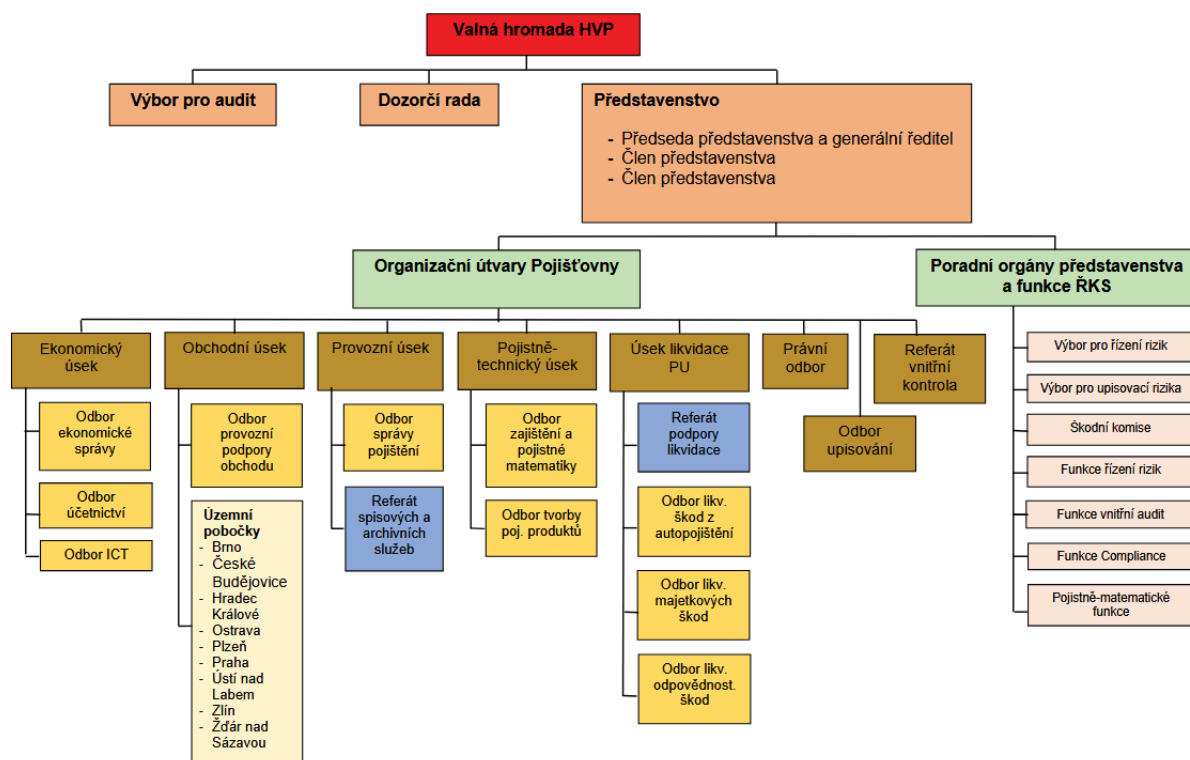 Valná hromada HVP
Výbor pro audit
Dozorčí rada
Představenstvo
- Předseda představenstva a generální ředitel
- Člen představenstva
- Člen představenstva
Organizační útvary Pojišťovny
Poradní orgány představenstva
a funkce ŘKS
Ekonomický
úsek
Obchodní úsek
Provozní úsek
Pojistně-
technický úsek
Úsek likvidace
PU
Právní
odbor
Odbor
upisování
Referát
vnitřní
kontrola
Odbor
ekonomické
správy
Odbor
účetnictví
Odbor ICT
Odbor
provozní
podpory
obchodu
Územní
pobočky
- Brno
- České
Budějovice
- Hradec
Králové
- Ostrava
- Plzeň
- Praha
- Ústí nad
Labem
- Zlín
- Žďár nad
Sázavou
Odbor
správy
pojištění
Referát
spisových a
archivních
služeb
Odbor
zajištění a
pojistné
matematiky
Odbor tvorby
poj. produktů
Referát
podpory
likvidace
Odbor likv.
škod z
autopojištění
Odbor likv.
majetkových
škod
Odbor likv.
odpovědnost.
škod
Výbor pro řízení rizik
Výbor pro upisovací rizika
Škodní komise
Funkce řízení rizik
Funkce vnitřní audit
Funkce Compliance
Pojistně-matematické
funkce